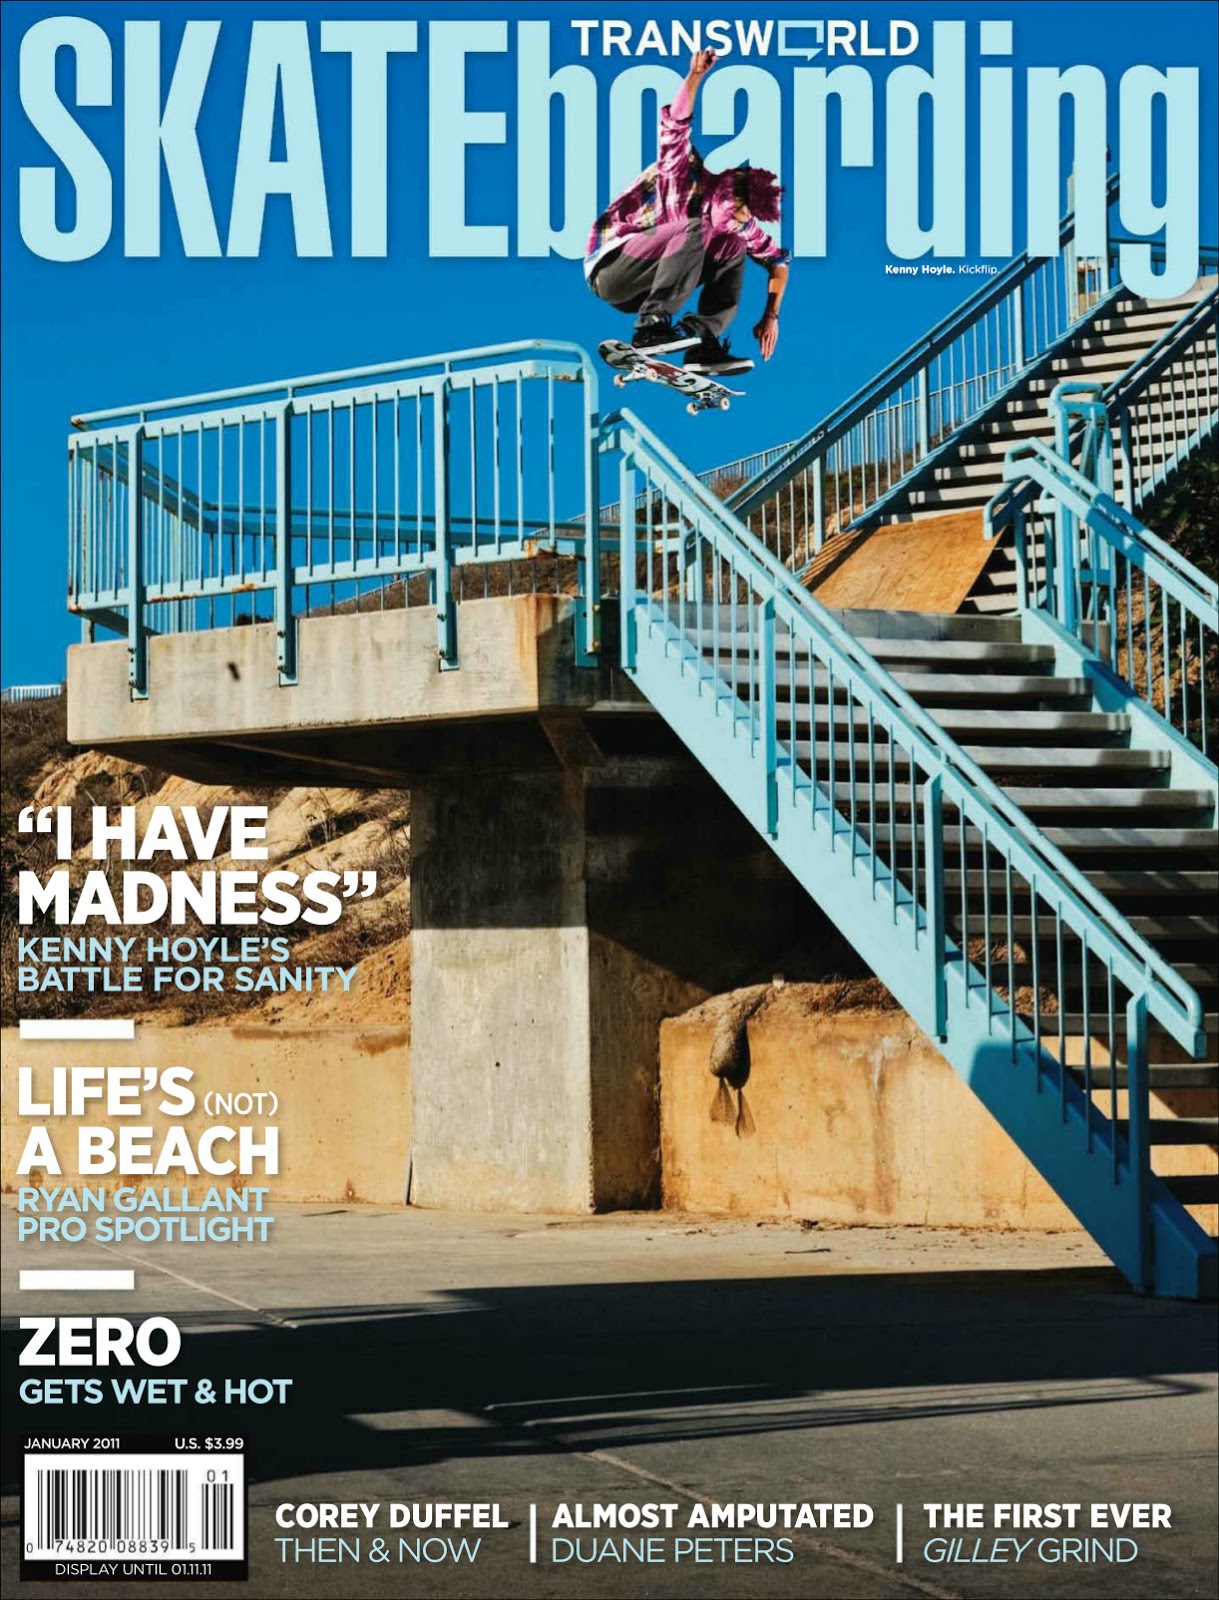 TRANSWORLD
SKATEboarding
Kenny Hoyle. Kickflip.
“I HAVE
MADNESS”
KENNY HOYLE’S
BATTLE FOR SANITY
LIFE’S (NOT)
A BEACH
RYAN GALLANT
PRO SPOTLIGHT
ZERO
GETS WET & HOT
JANUARY 2011 U.S. $3.99
01
0 74820 08839 5
DISPLAY UNTIL 01.11.11
COREY DUFFEL
THEN & NOW
ALMOST AMPUTATED
DUANE PETERS
THE FIRST EVER
GILLEY GRIND